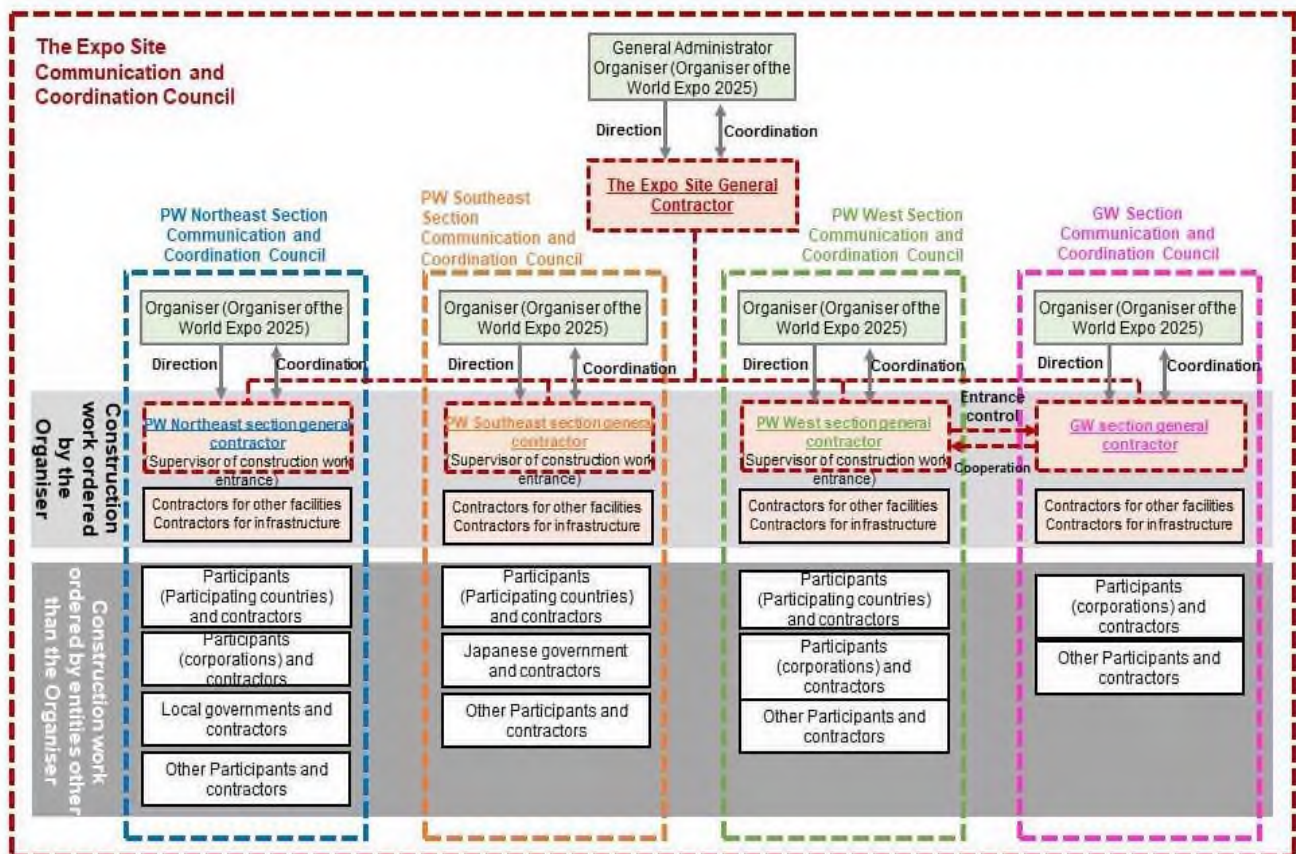 The Expo Site
Communication and
Coordination Council
General Administrator
Organiser (Organiser of the
World Expo 2025)
Direction
Coordination
The Expo Site General
Contractor
PW Northeast Section
Communication and
Coordination Council
PW Southeast
Section
Communication and
Coordination Council
PW West Section
Communication and
Coordination Council
GW Section
Communication and
Coordination Council
Organiser (Organiser of the
World Expo 2025)
Organiser (Organiser of the
World Expo 2025)
Organiser (Organiser of the
World Expo 2025)
Organiser (Organiser of the
World Expo 2025)
Direction
Coordination
Direction
Coordination
Direction
Coordination
Direction
Coordination
Construction
work ordered
by the
Organiser
PW Northeast section general
contractor
(Supervisor of construction work
entrance)
PW Southeast section general
contractor
(Supervisor of construction work
entrance)
PW West section general
contractor
(Supervisor of construction work
entrance)
Entrance
control
Cooperation
GW section general
contractor
Contractors for other facilities
Contractors for infrastructure
Contractors for other facilities
Contractors for infrastructure
Contractors for other facilities
Contractors for infrastructure
Contractors for other facilities
Contractors for infrastructure
Construction work
ordered by entities other
than the Organiser
Participants
(Participating countries)
and contractors
Participants
(corporations) and
contractors
Local governments and
contractors
Other Participants and
contractors
Participants
(Participating countries)
and contractors
Japanese government
and contractors
Other Participants and
contractors
Participants
(Participating countries)
and contractors
Participants
(corporations) and
contractors
Other Participants and
contractors
Participants
(corporations) and
contractors
Other Participants and
contractors